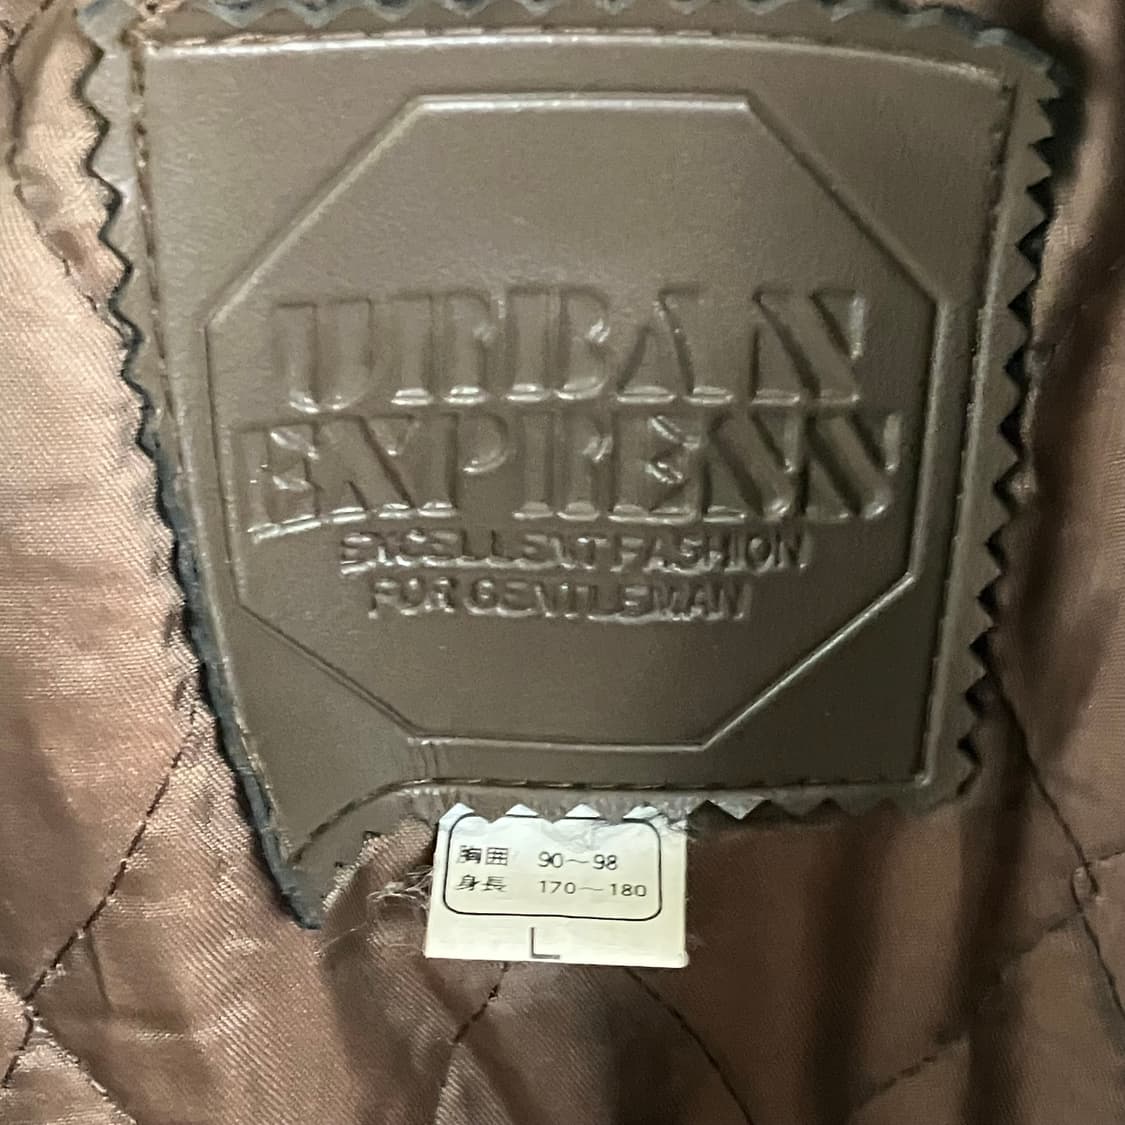 URBAN
EXPRESS
EXCELLENT FASHION
FOR GENTLEMAN
胸囲 90～98
身長 170～180
L